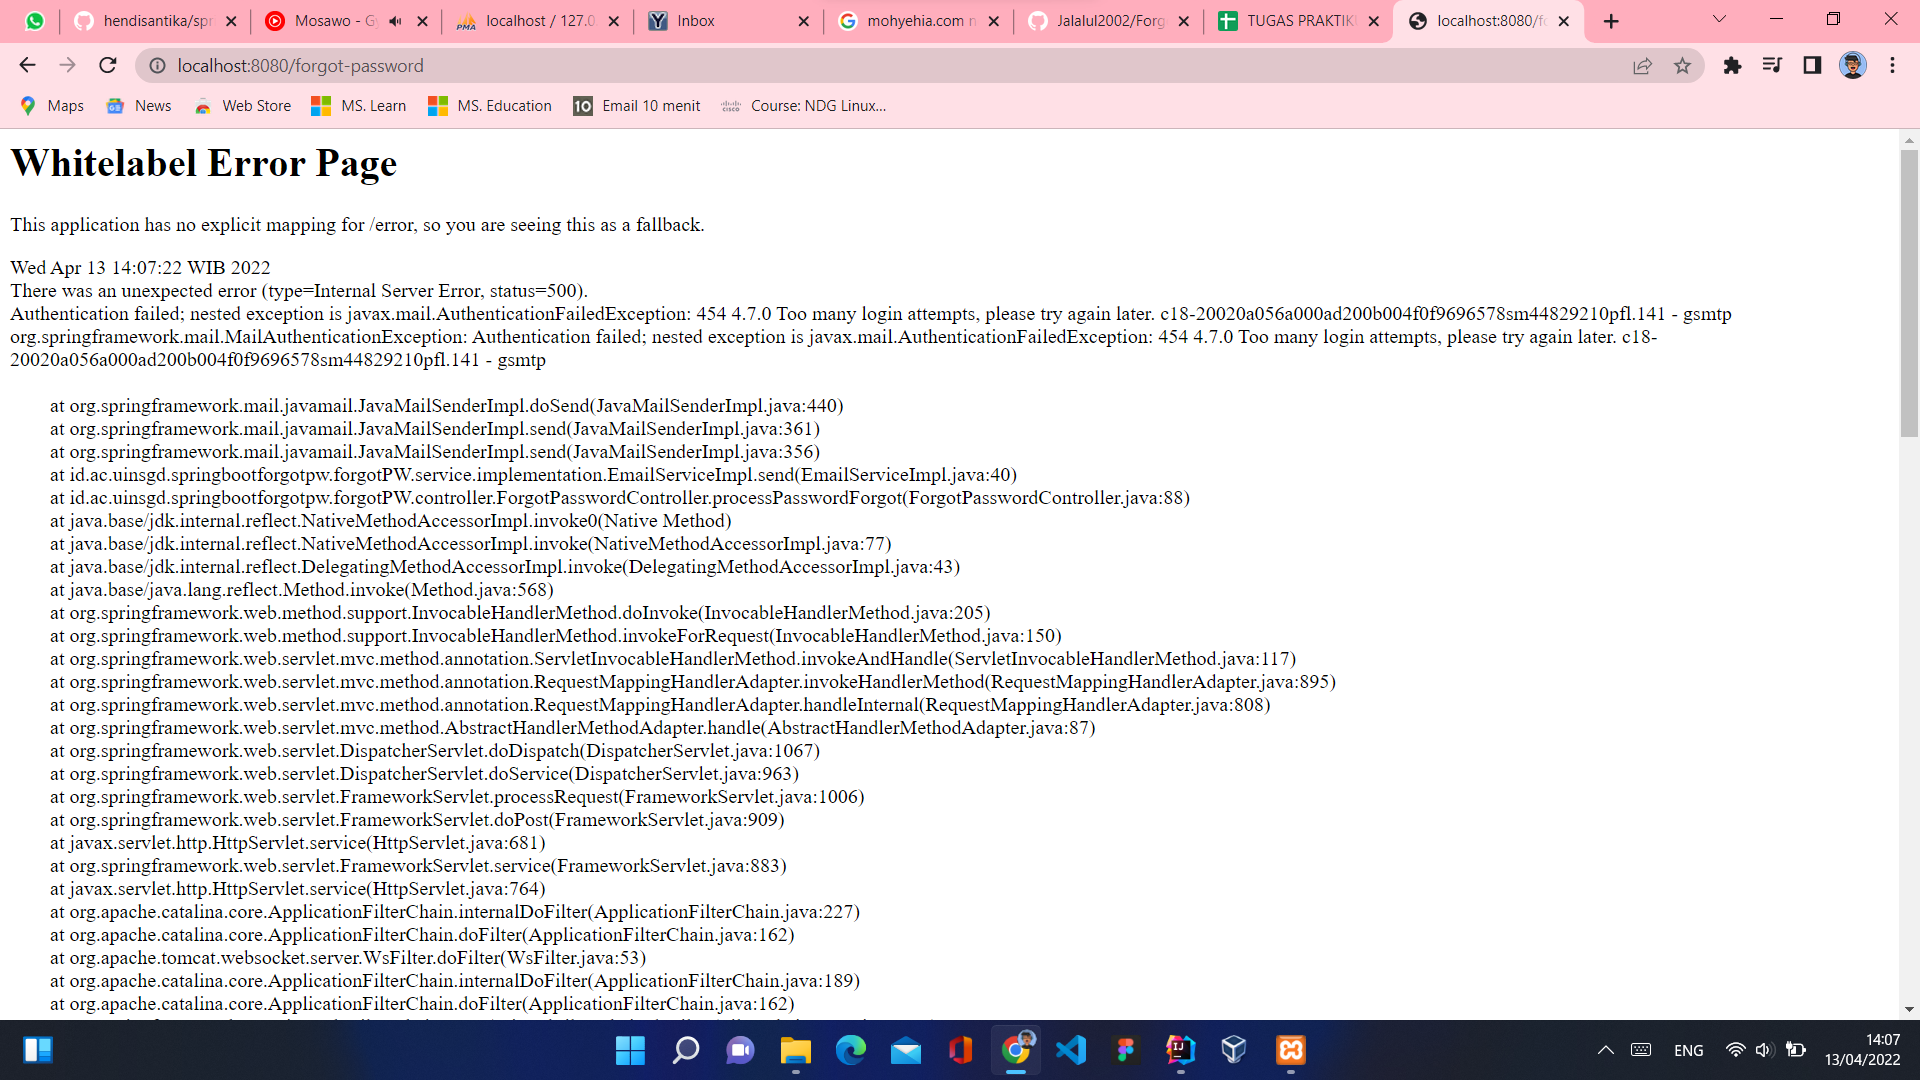 hendisantika/spr
Mosawo - Gy
localhost / 127.0
Inbox
mohyehia.com n
Jalalul2002/Forg
TUGAS PRAKTIK
localhost:8080/fo
localhost:8080/forgot-password
Maps
News
Web Store
MS. Learn
MS. Education
10
Email 10 menit
Course: NDG Linux...
Whitelabel Error Page
This application has no explicit mapping for /error, so you are seeing this as a fallback.
Wed Apr 13 14:07:22 WIB 2022
There was an unexpected error (type=Internal Server Error, status=500).
Authentication failed; nested exception is javax.mail.AuthenticationFailedException: 454 4.7.0 Too many login attempts, please try again later. c18-20020a056a000ad200b004f0f9696578sm44829210pfl.141 - gsmtp
org.springframework.mail.MailAuthenticationException: Authentication failed; nested exception is javax.mail.AuthenticationFailedException: 454 4.7.0 Too many login attempts, please try again later. c18-
20020a056a000ad200b004f0f9696578sm44829210pfl.141 - gsmtp
at org.springframework.mail.javamail.JavaMailSenderImpl.doSend(JavaMailSenderImpl.java:440)
at org.springframework.mail.javamail.JavaMailSenderImpl.send(JavaMailSenderImpl.java:361)
at org.springframework.mail.javamail.JavaMailSenderImpl.send(JavaMailSenderImpl.java:356)
at id.ac.uinsgd.springbootforgotpw.forgotPW.service.implementation.EmailServiceImpl.send(EmailServiceImpl.java:40)
at id.ac.uinsgd.springbootforgotpw.forgotPW.controller.ForgotPasswordController.processPasswordForgot(ForgotPasswordController.java:88)
at java.base/jdk.internal.reflect.NativeMethodAccessorImpl.invoke0(Native Method)
at java.base/jdk.internal.reflect.NativeMethodAccessorImpl.invoke(NativeMethodAccessorImpl.java:77)
at java.base/jdk.internal.reflect.DelegatingMethodAccessorImpl.invoke(DelegatingMethodAccessorImpl.java:43)
at java.base/java.lang.reflect.Method.invoke(Method.java:568)
at org.springframework.web.method.support.InvocableHandlerMethod.doInvoke(InvocableHandlerMethod.java:205)
at org.springframework.web.method.support.InvocableHandlerMethod.invokeForRequest(InvocableHandlerMethod.java:150)
at org.springframework.web.servlet.mvc.method.annotation.ServletInvocableHandlerMethod.invokeAndHandle(ServletInvocableHandlerMethod.java:117)
at org.springframework.web.servlet.mvc.method.annotation.RequestMappingHandlerAdapter.invokeHandlerMethod(RequestMappingHandlerAdapter.java:895)
at org.springframework.web.servlet.mvc.method.annotation.RequestMappingHandlerAdapter.handleInternal(RequestMappingHandlerAdapter.java:808)
at org.springframework.web.servlet.mvc.method.AbstractHandlerMethodAdapter.handle(AbstractHandlerMethodAdapter.java:87)
at org.springframework.web.servlet.DispatcherServlet.doDispatch(DispatcherServlet.java:1067)
at org.springframework.web.servlet.DispatcherServlet.doService(DispatcherServlet.java:963)
at org.springframework.web.servlet.FrameworkServlet.processRequest(FrameworkServlet.java:1006)
at org.springframework.web.servlet.FrameworkServlet.doPost(FrameworkServlet.java:909)
at javax.servlet.http.HttpServlet.service(HttpServlet.java:681)
at org.springframework.web.servlet.FrameworkServlet.service(FrameworkServlet.java:883)
at javax.servlet.http.HttpServlet.service(HttpServlet.java:764)
at org.apache.catalina.core.ApplicationFilterChain.internalDoFilter(ApplicationFilterChain.java:227)
at org.apache.catalina.core.ApplicationFilterChain.doFilter(ApplicationFilterChain.java:162)
at org.apache.tomcat.websocket.server.WsFilter.doFilter(WsFilter.java:53)
at org.apache.catalina.core.ApplicationFilterChain.internalDoFilter(ApplicationFilterChain.java:189)
at org.apache.catalina.core.ApplicationFilterChain.doFilter(ApplicationFilterChain.java:162)
ENG
14:07
13/04/2022